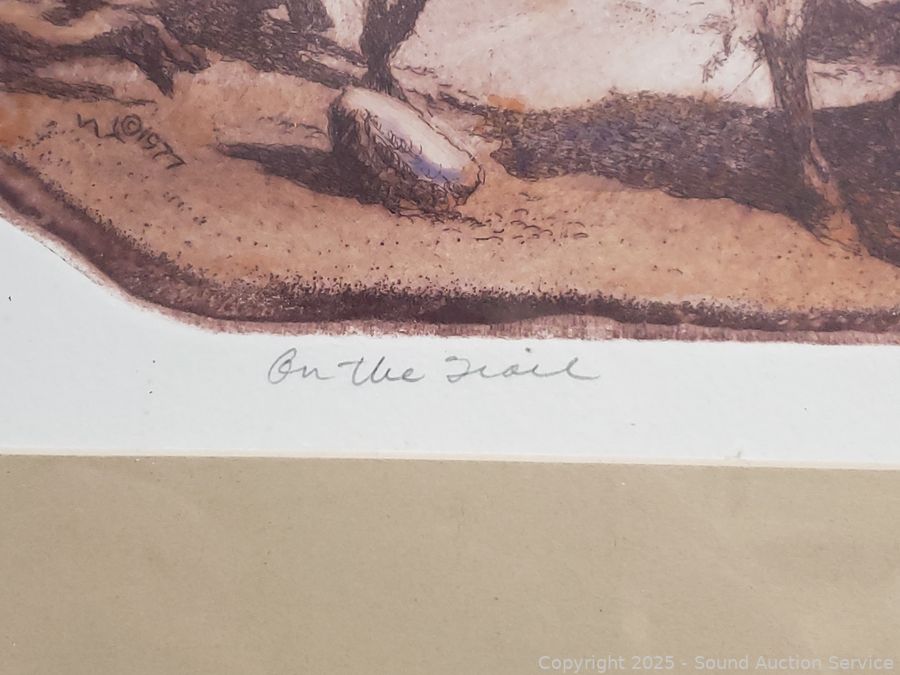 ©1977
On the Trail
Copyright 2025 - Sound Auction Service